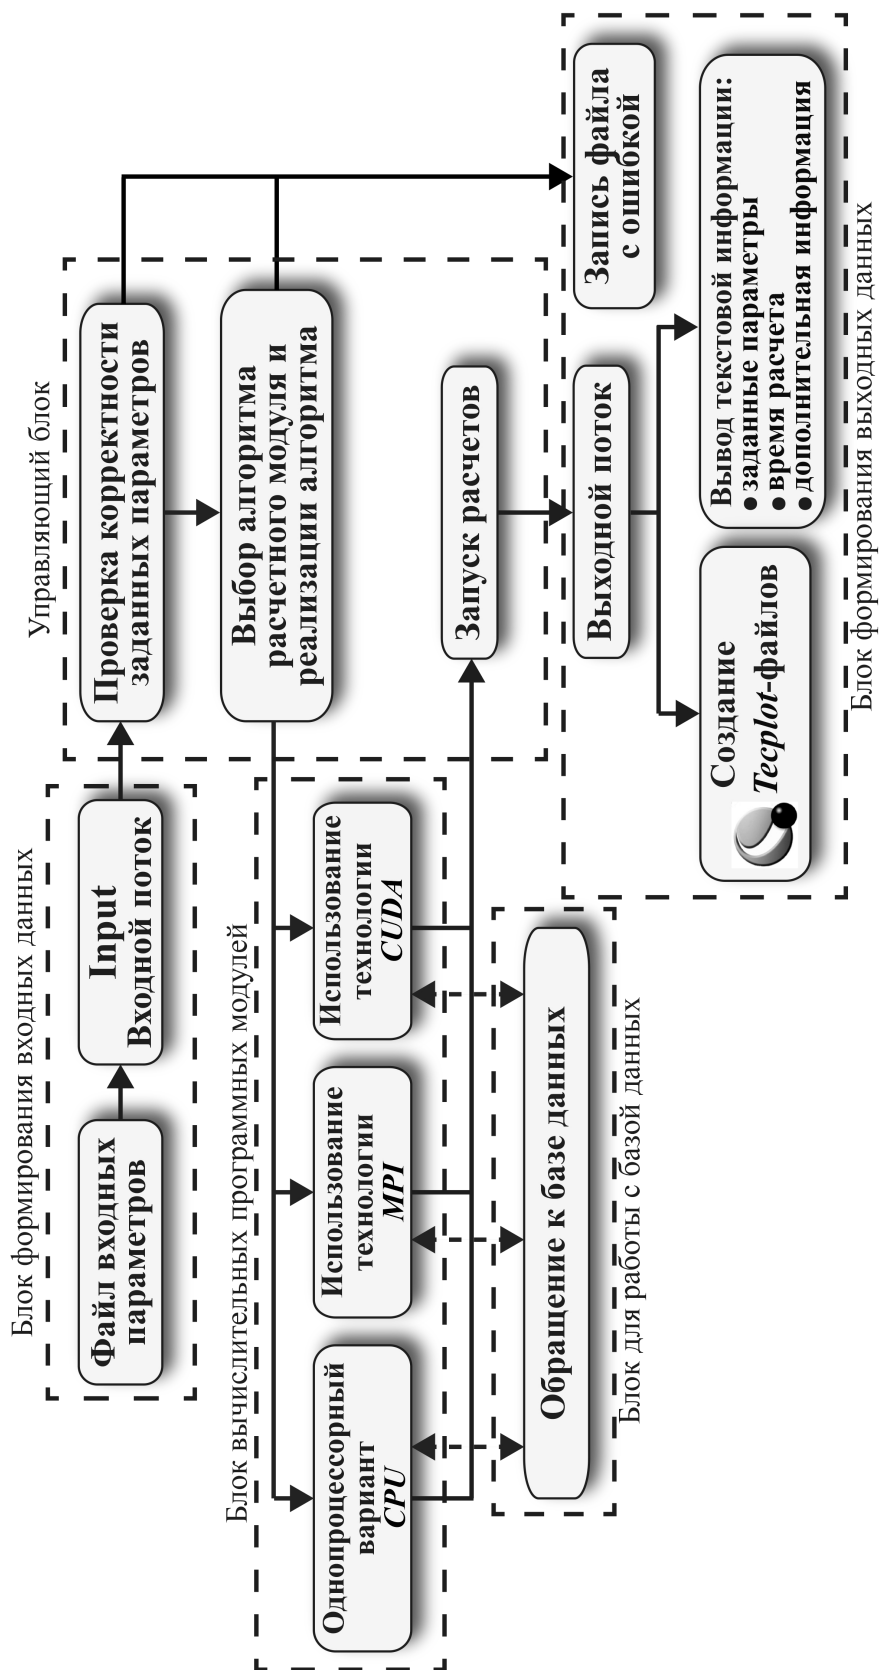 Блок формирования входных данных
Файл входных
параметров
Input
Входной поток
Управляющий блок
Проверка корректности
заданных параметров
Выбор алгоритма
расчетного модуля и
реализации алгоритма
Запуск расчетов
Блок вычислительных программных модулей
Однопроцессорный
вариант
CPU
Использование
технологии
MPI
Использование
технологии
CUDA
Обращение к базе данных
Блок для работы с базой данных
Запись файла
с ошибкой
Выходной поток
Создание
Tecplot-файлов
Вывод текстовой информации:
● заданные параметры
● время расчета
● дополнительная информация
Блок формирования выходных данных